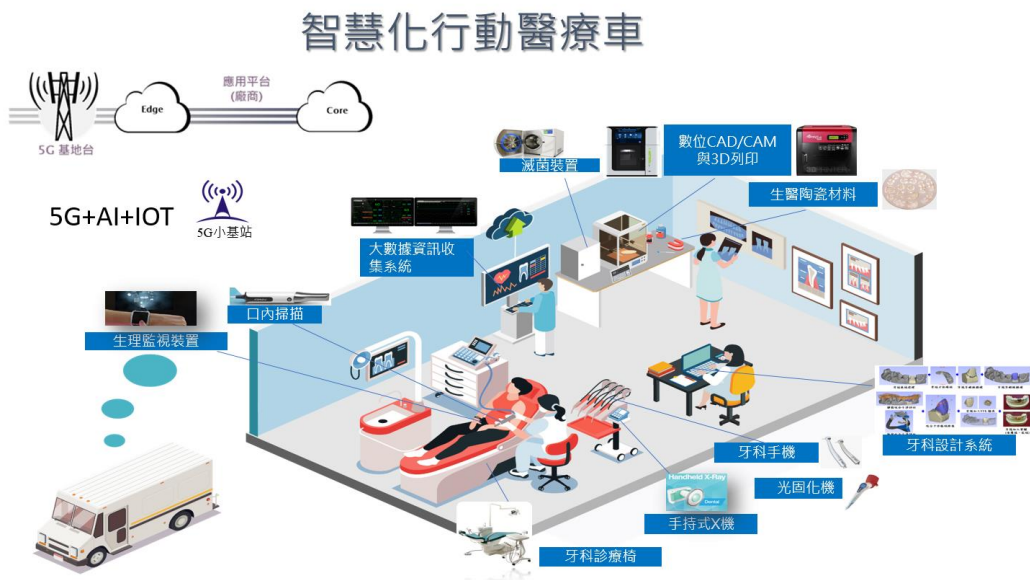 智慧化行動醫療車
應用平台
(廠商)
Edge
Core
5G 基地台
5G+AI+IOT
5G小基站
滅菌裝置
數位CAD/CAM
與3D列印
生醫陶瓷材料
大數據資訊收
集系統
口內掃描
生理監視裝置
牙科設計系統
牙科手機
光固化機
Handheld X-Ray
Dental
手持式X機
牙科診療椅